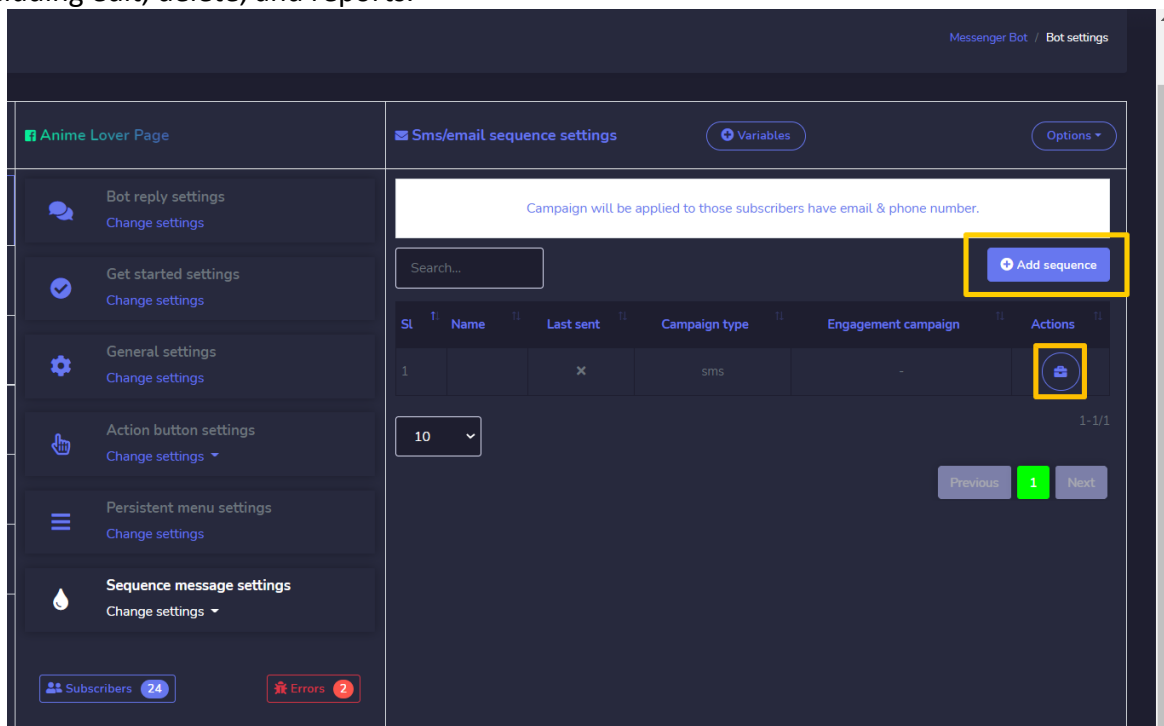 edit, delete, and reports.
Messenger Bot / Bot settings
Anime Lover Page
Bot reply settings
Change settings
Get started settings
Change settings
General settings
Change settings
Action button settings
Change settings
Persistent menu settings
Change settings
Sequence message settings
Change settings
Subscribers 24
Errors 2
Sms/email sequence settings
Variables
Options
Campaign will be applied to those subscribers have email & phone number.
Search...
Add sequence
Sl Name Last sent Campaign type Engagement campaign Actions
1 sms -
10
1-1/1
Previous 1 Next